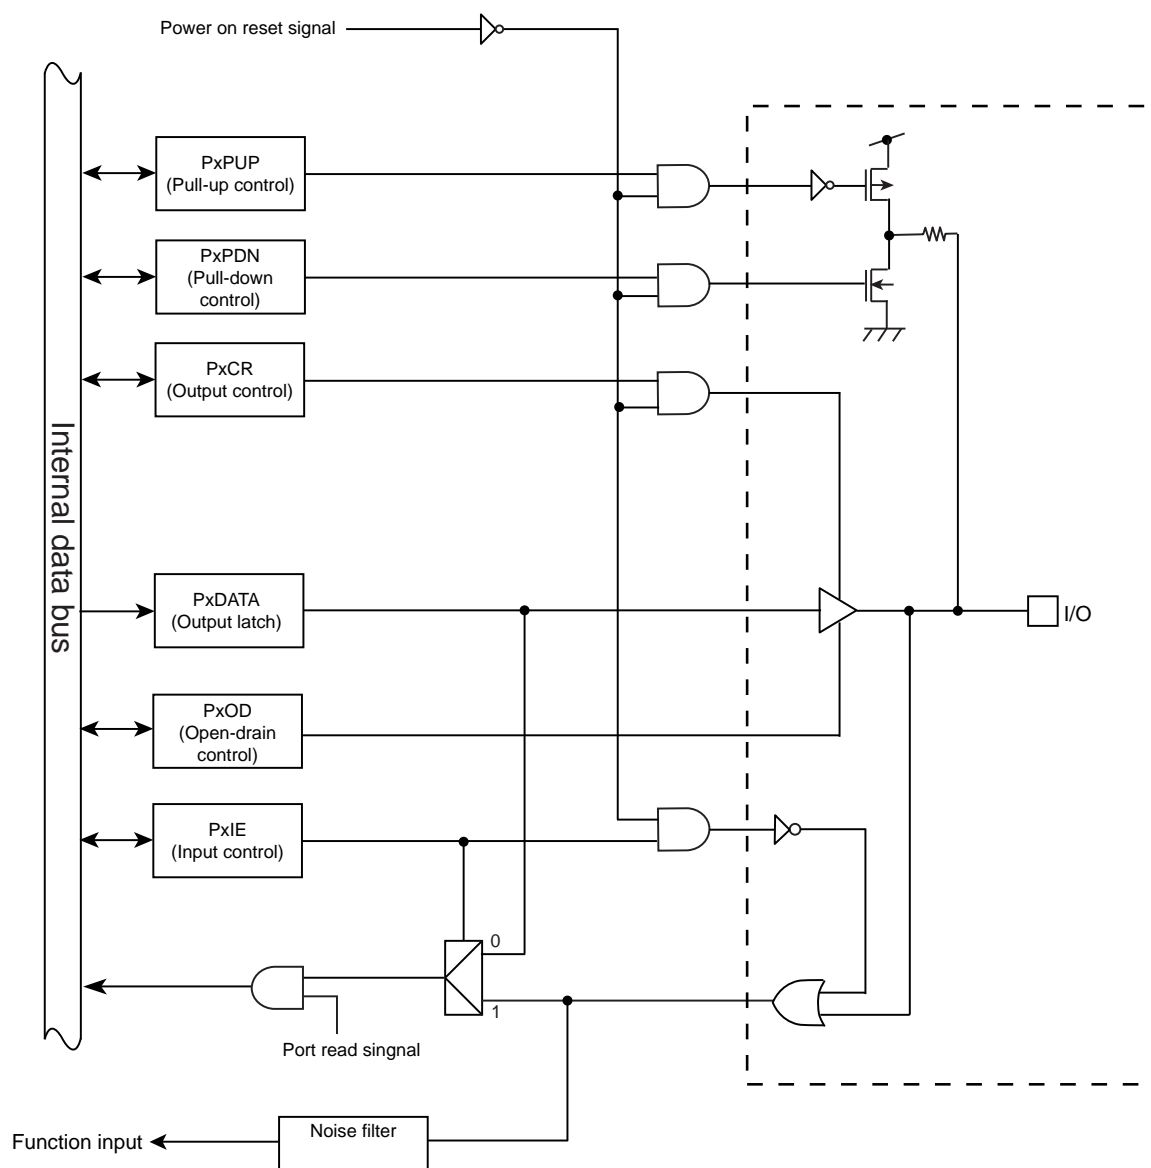 Power on reset signal
PxPUP
(Pull-up control)
PxPDN
(Pull-down
control)
PxCR
(Output control)
Internal data bus
PxDATA
(Output latch)
I/O
PxOD
(Open-drain
control)
PxIE
(Input control)
0
1
Port read singnal
Noise filter
Function input